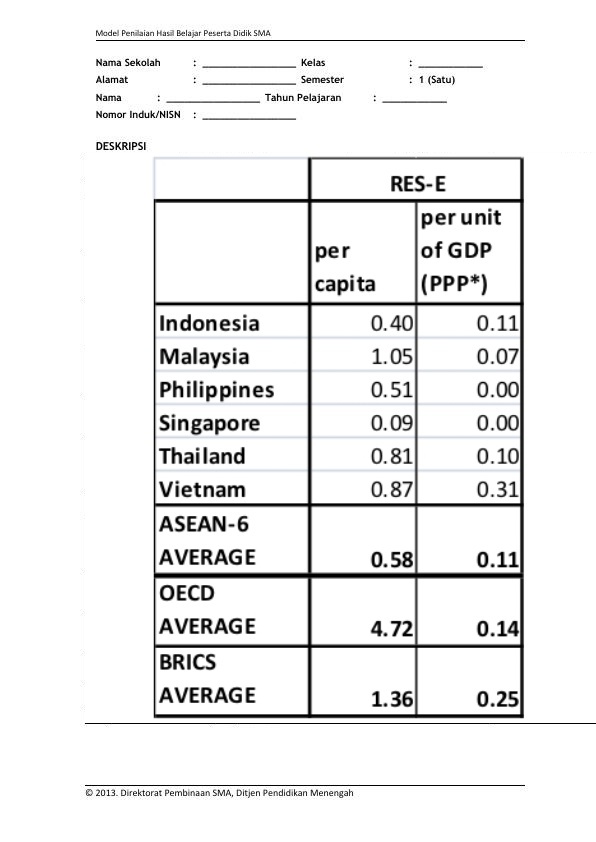 Model Penilaian Hasil Belajar Peserta Didik SMA
Nama Sekolah : __________________ Kelas : ____________
Alamat : __________________ Semester : 1 (Satu)
Nama : __________________ Tahun Pelajaran : ____________
Nomor Induk/NISN : __________________
DESKRIPSI
RES-E
per capita per unit of GDP (PPP*)
Indonesia 0.40 0.11
Malaysia 1.05 0.07
Philippines 0.51 0.00
Singapore 0.09 0.00
Thailand 0.81 0.10
Vietnam 0.87 0.31
ASEAN-6
AVERAGE 0.58 0.11
OECD
AVERAGE 4.72 0.14
BRICS
AVERAGE 1.36 0.25
© 2013. Direktorat Pembinaan SMA, Ditjen Pendidikan Menengah